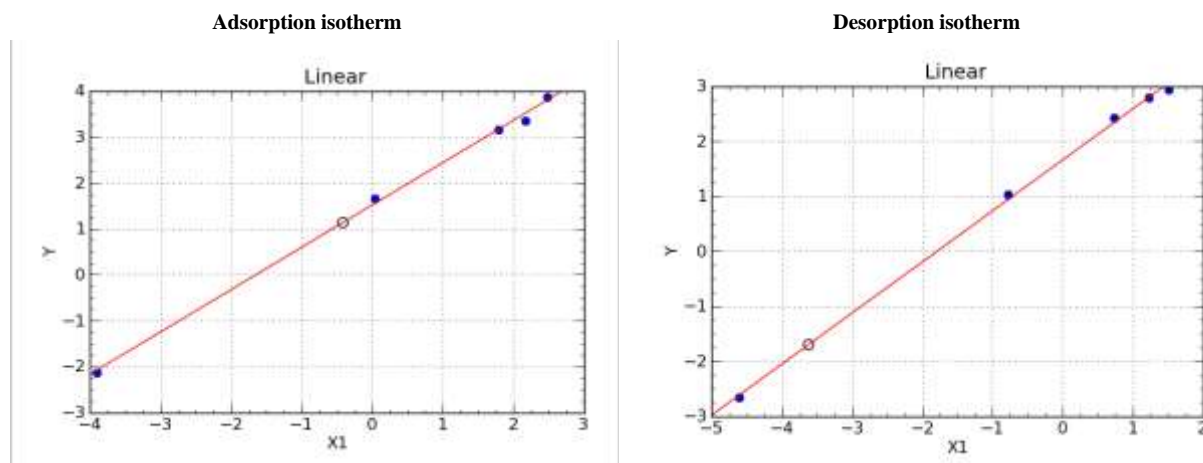 Adsorption isotherm
Desorption isotherm
Linear
4
3
2
1
0
−1
−2
−3
Y
−4 −3 −2 −1 0 1 2 3
X1
Linear
3
2
1
0
−1
−2
−3
Y
−5 −4 −3 −2 −1 0 1 2
X1